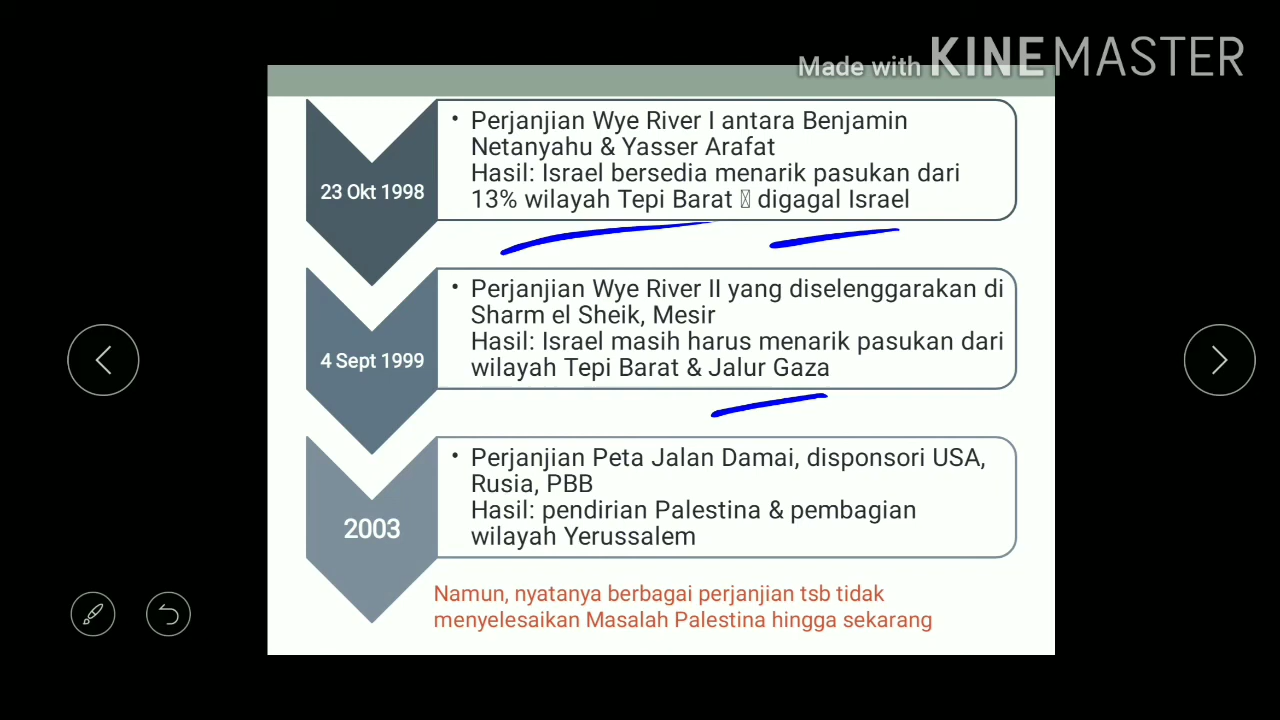 Made with KINEMASTER
23 Okt 1998
• Perjanjian Wye River I antara Benjamin
Netanyahu & Yasser Arafat
Hasil: Israel bersedia menarik pasukan dari
13% wilayah Tepi Barat  digagal Israel
4 Sept 1999
• Perjanjian Wye River II yang diselenggarakan di
Sharm el Sheik, Mesir
Hasil: Israel masih harus menarik pasukan dari
wilayah Tepi Barat & Jalur Gaza
2003
• Perjanjian Peta Jalan Damai, disponsori USA,
Rusia, PBB
Hasil: pendirian Palestina & pembagian
wilayah Yerussalem
Namun, nyatanya berbagai perjanjian tsb tidak
menyelesaikan Masalah Palestina hingga sekarang